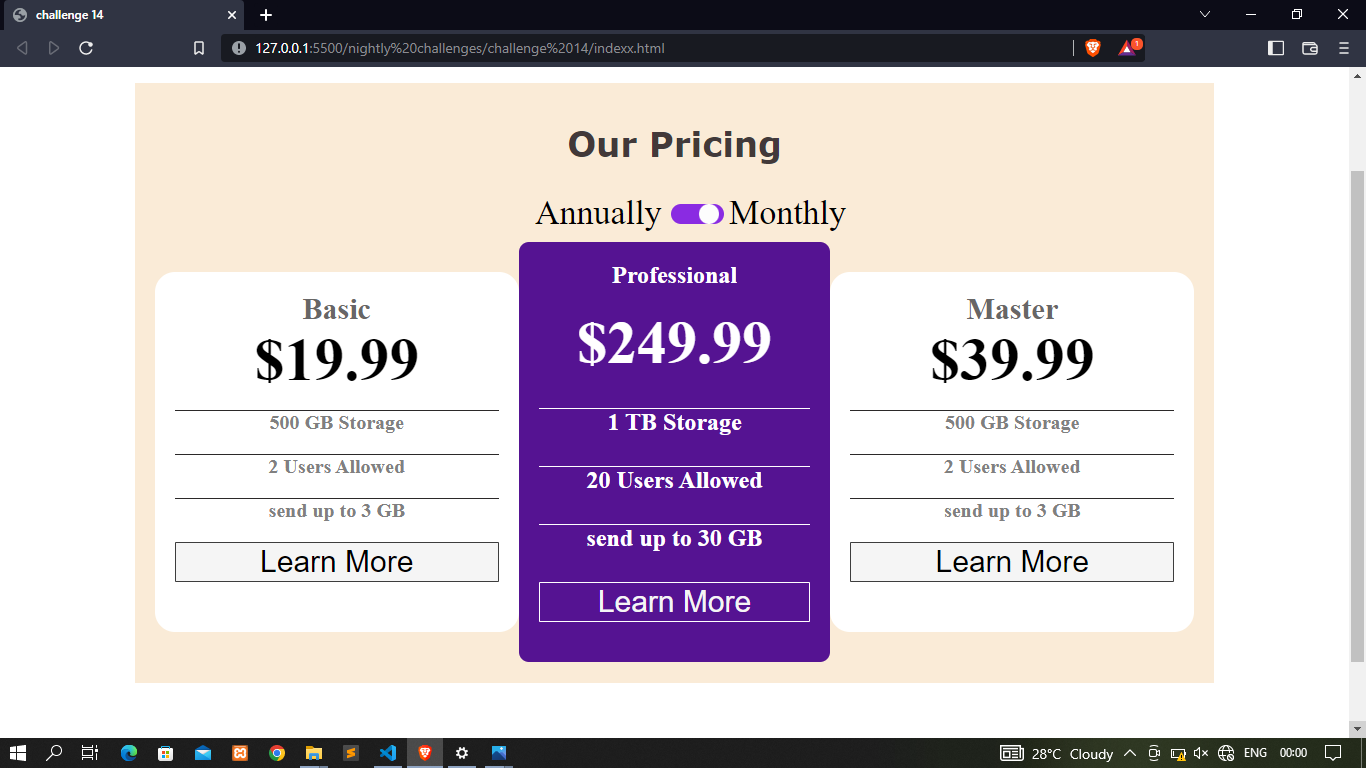 challenge 14
127.0.0.1:5500/nightly%20challenges/challenge%2014/indexx.html
1
Our Pricing
Annually Monthly
Basic
$19.99
500 GB Storage
2 Users Allowed
send up to 3 GB
Learn More
Professional
$249.99
1 TB Storage
20 Users Allowed
send up to 30 GB
Learn More
Master
$39.99
500 GB Storage
2 Users Allowed
send up to 3 GB
Learn More
28°C Cloudy
ENG
00:00